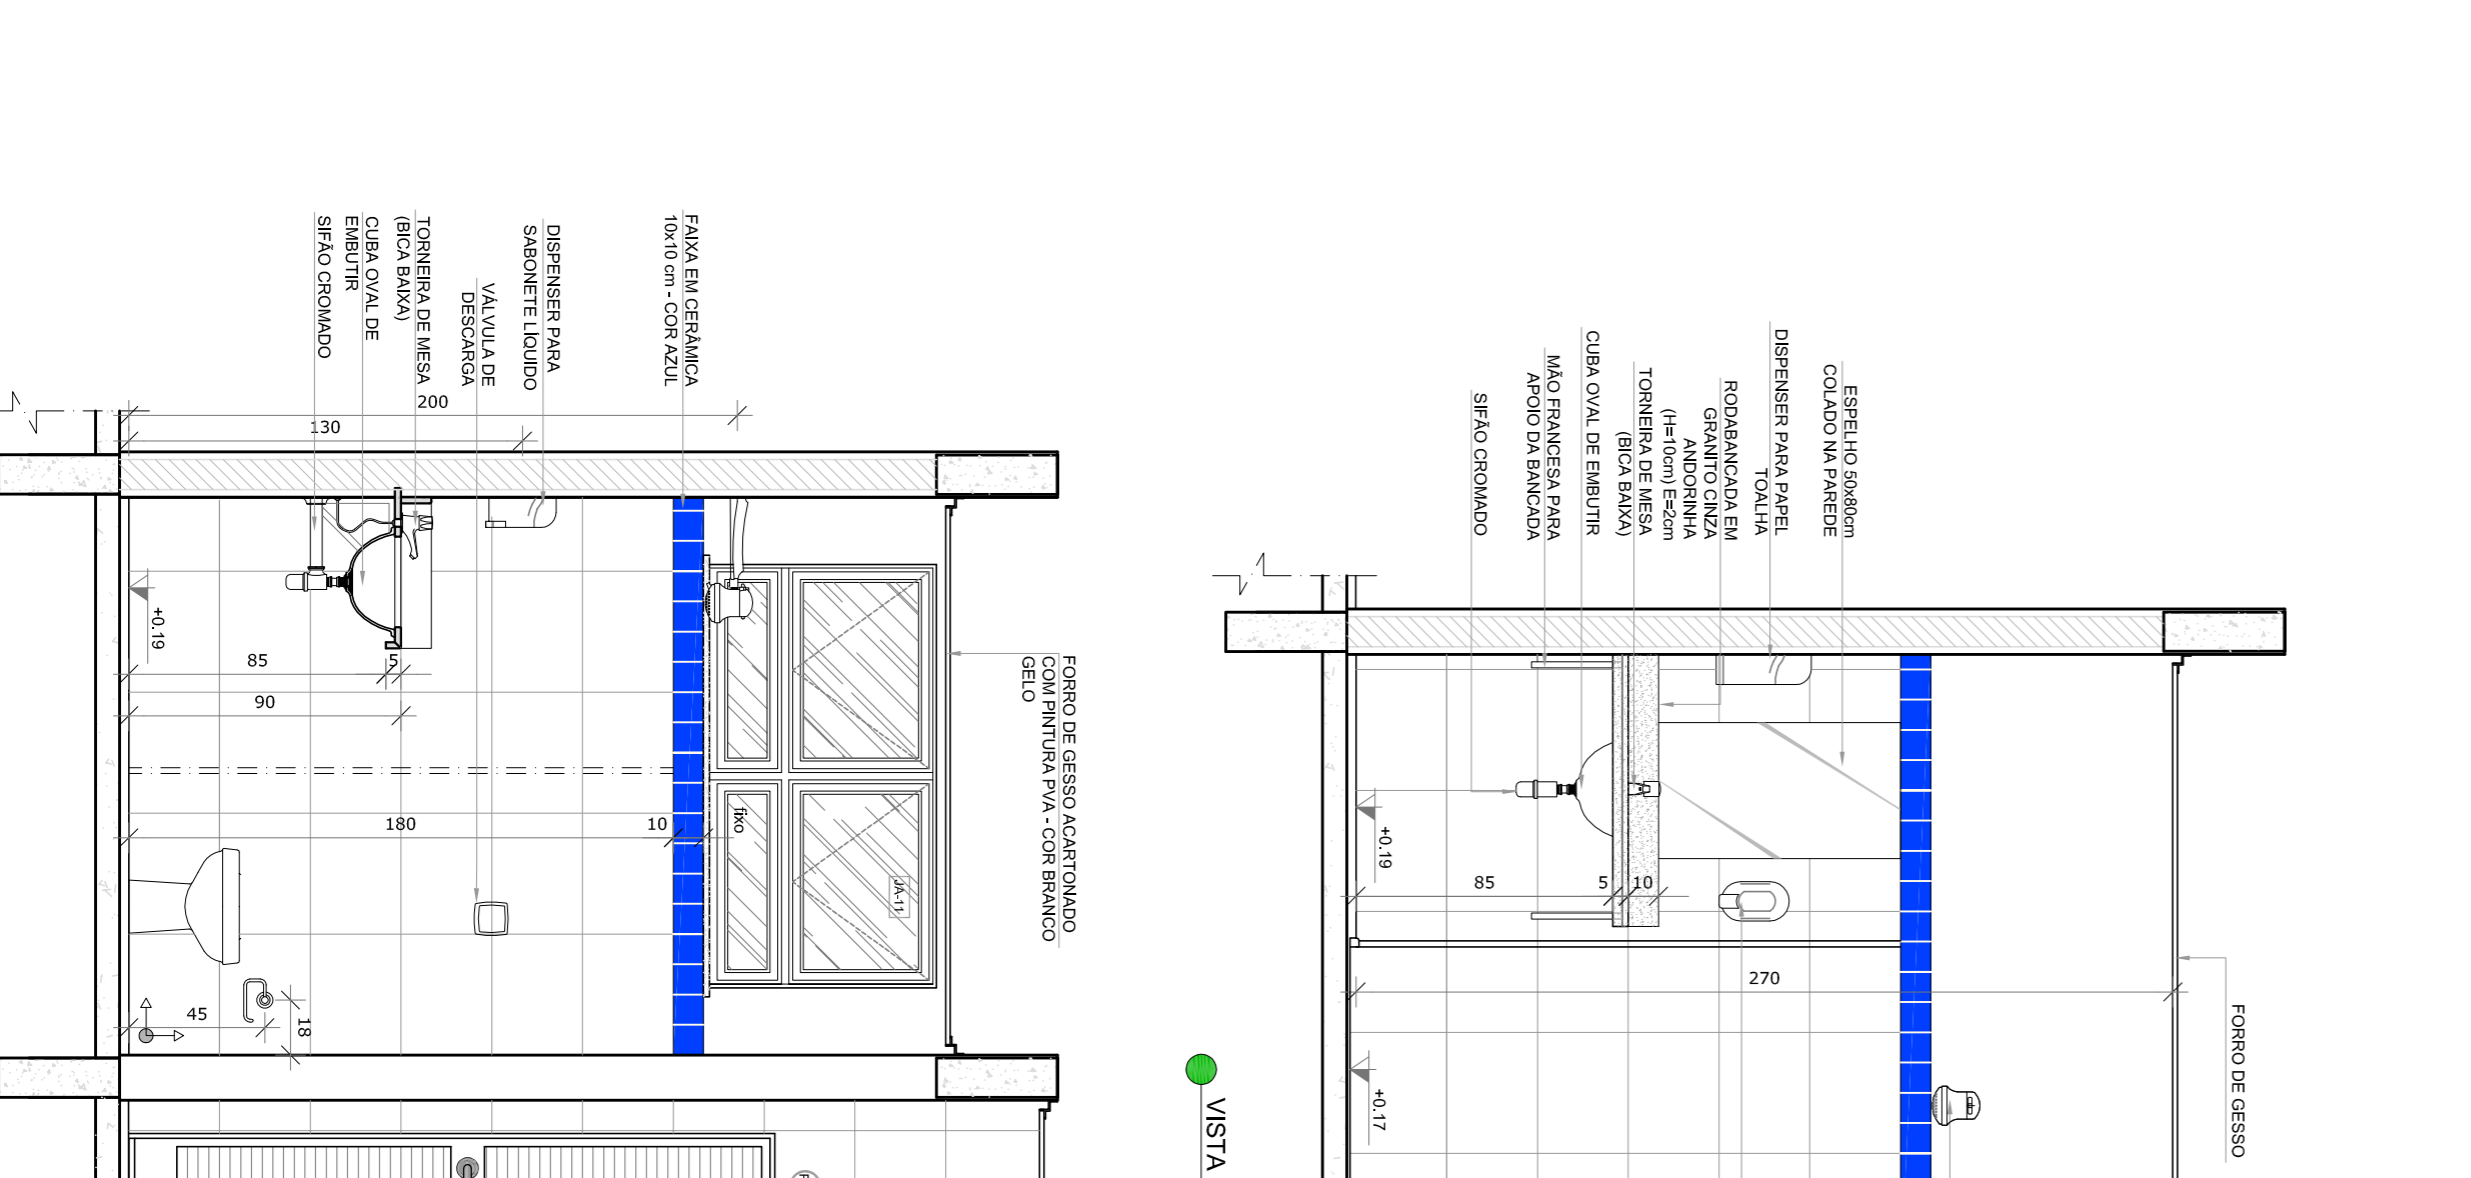 FAIXA EM CERÂMICA
10x10 cm - COR AZUL
DISPENSER PARA
SABONETE LÍQUIDO
VÁLVULA DE
DESCARGA
TORNEIRA DE MESA
(BICA BAIXA)
CUBA OVAL DE
EMBUTIR
SIFÃO CROMADO
200
130
+0.19
85
5
90
180
10
fixo
JA-11
45
18
FORRO DE GESSO ACARTONADO
COM PINTURA PVA - COR BRANCO
GELO
ESPELHO 50x80cm
COLADO NA PAREDE
DISPENSER PARA PAPEL
TOALHA
RODABANCADA EM
GRANITO CINZA
ANDORINHA
(H=10cm) E=2cm
TORNEIRA DE MESA
(BICA BAIXA)
CUBA OVAL DE EMBUTIR
MÃO FRANCESA PARA
APOIO DA BANCADA
SIFÃO CROMADO
+0.19
85
5
10
270
+0.17
FORRO DE GESSO
VISTA